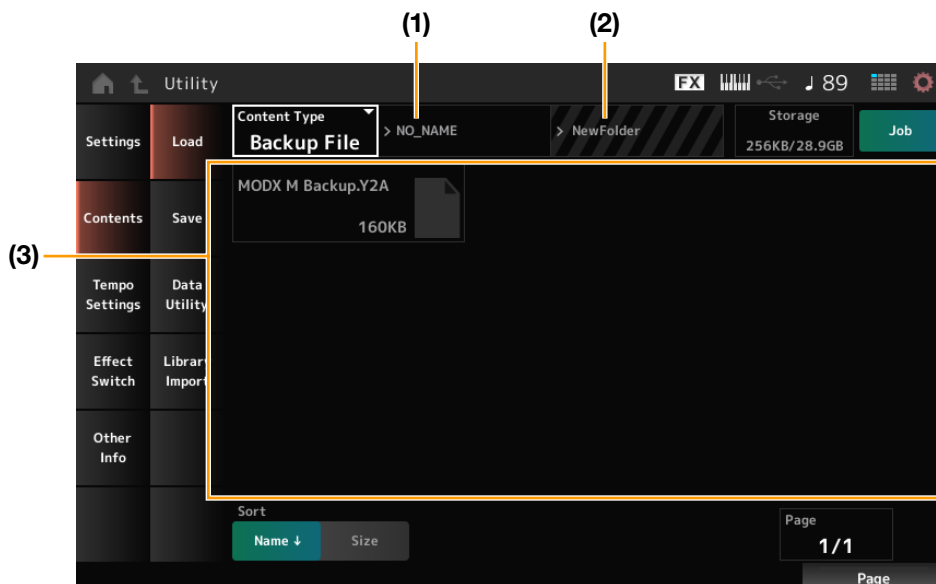 (1)
(2)
Utility
FX
♩ 89
Settings
Load
Content Type
Backup File
> NO_NAME
> NewFolder
Storage
256KB/28.9GB
Job
MODX M Backup.Y2A
160KB
Contents
Save
(3)
Tempo
Settings
Data
Utility
Effect
Switch
Library
Import
Other
Info
Sort
Name ↓
Size
Page
1/1
Page